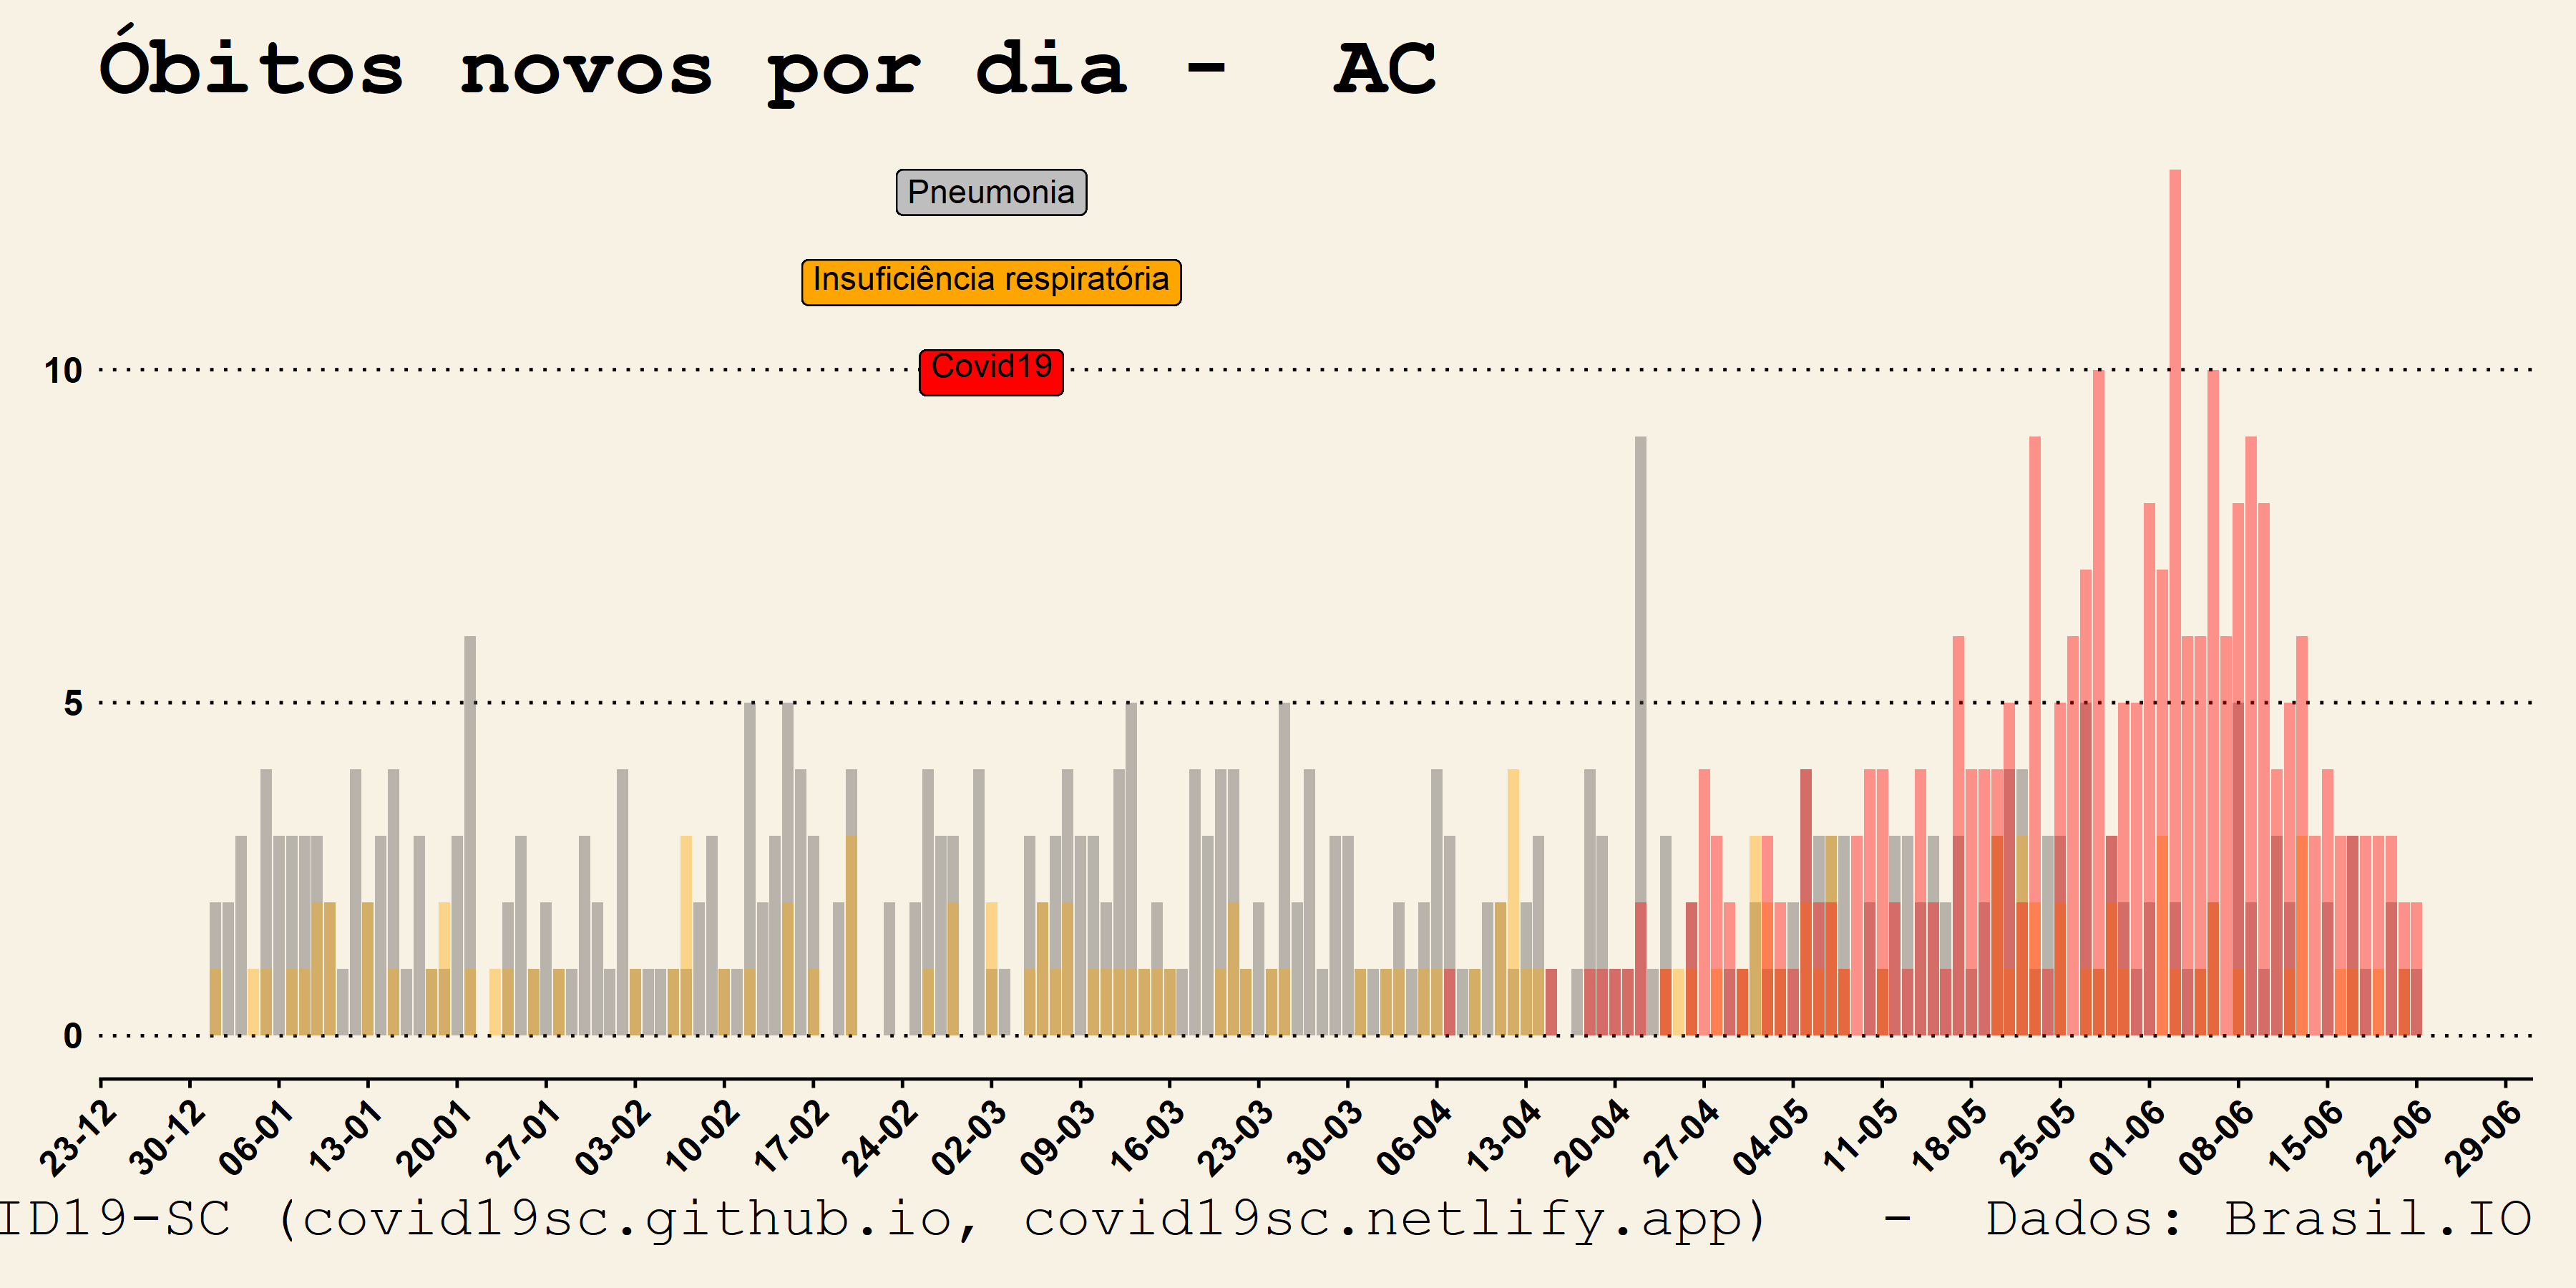 Óbitos novos por dia - AC
Pneumonia
Insuficiência respiratória
Covid19
10
5
0
23-12 30-12 06-01 13-01 20-01 27-01 03-02 10-02 17-02 24-02 02-03 09-03 16-03 23-03 30-03 06-04 13-04 20-04 27-04 04-05 11-05 18-05 25-05 01-06 08-06 15-06 22-06 29-06
ID19-SC (covid19sc.github.io, covid19sc.netlify.app) - Dados: Brasil.IO